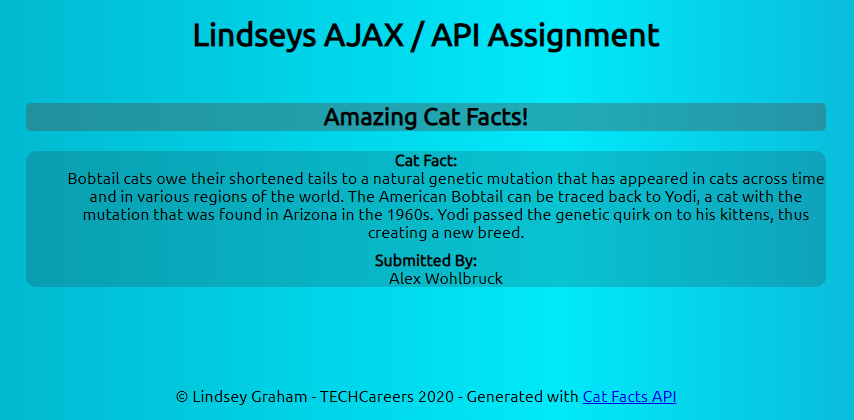 Lindseys AJAX / API Assignment
Amazing Cat Facts!
Cat Fact:
Bobtail cats owe their shortened tails to a natural genetic mutation that has appeared in cats across time
and in various regions of the world. The American Bobtail can be traced back to Yodi, a cat with the
mutation that was found in Arizona in the 1960s. Yodi passed the genetic quirk on to his kittens, thus
creating a new breed.
Submitted By:
Alex Wohlbruck
© Lindsey Graham - TECHCareers 2020 - Generated with Cat Facts API